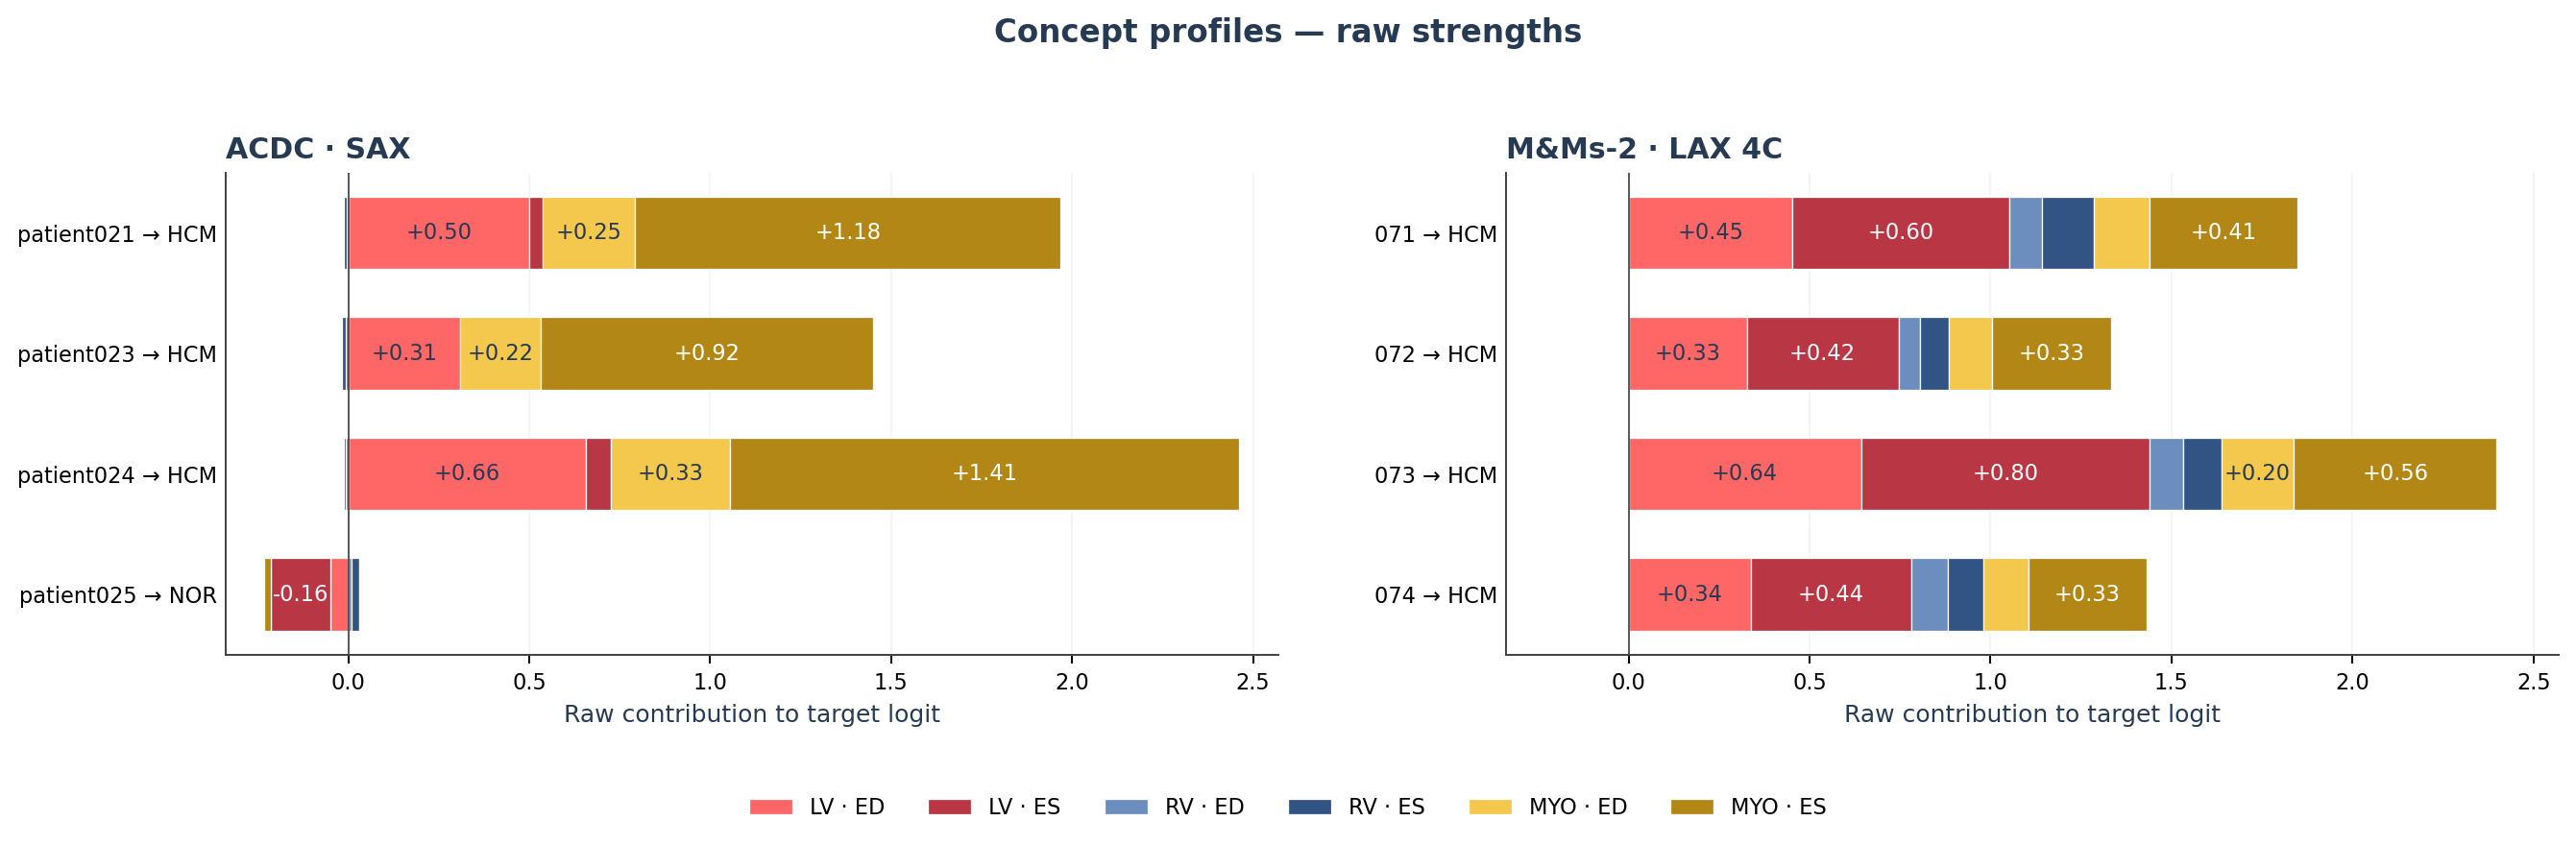 Concept profiles — raw strengths
ACDC · SAX
patient021 → HCM
+0.50
+0.25
+1.18
patient023 → HCM
+0.31
+0.22
+0.92
patient024 → HCM
+0.66
+0.33
+1.41
patient025 → NOR
-0.16
0.0 0.5 1.0 1.5 2.0 2.5
Raw contribution to target logit
M&Ms-2 · LAX 4C
071 → HCM
+0.45
+0.60
+0.41
072 → HCM
+0.33
+0.42
+0.33
073 → HCM
+0.64
+0.80
+0.20
+0.56
074 → HCM
+0.34
+0.44
+0.33
0.0 0.5 1.0 1.5 2.0 2.5
Raw contribution to target logit
LV · ED
LV · ES
RV · ED
RV · ES
MYO · ED
MYO · ES